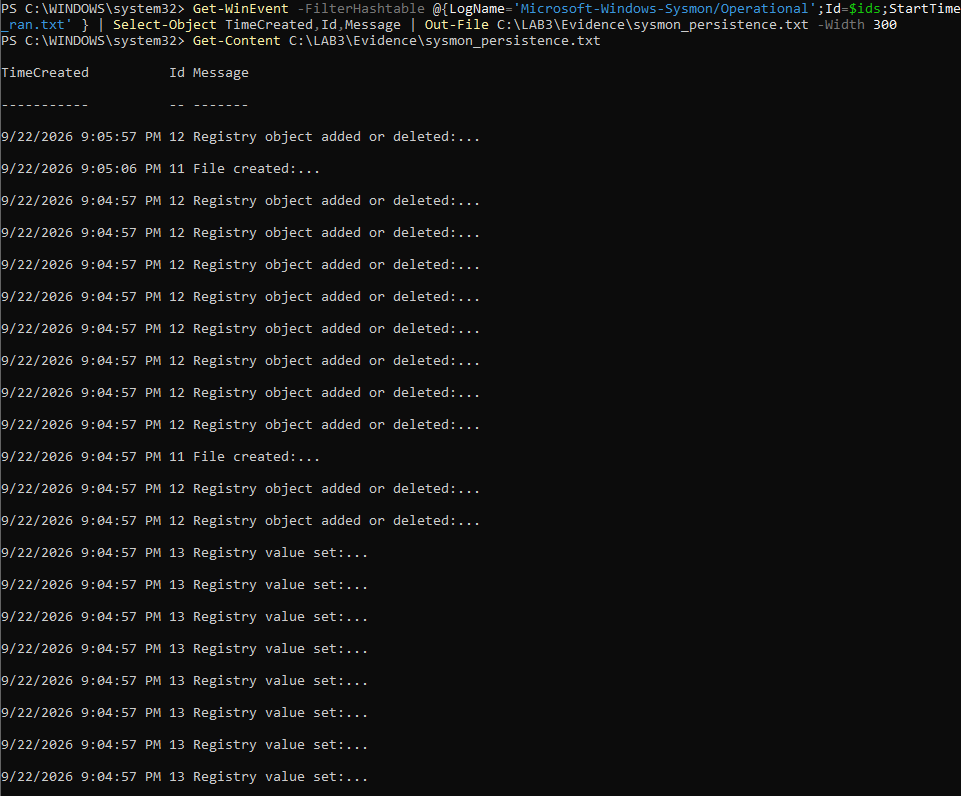 PS C:\WINDOWS\system32> Get-WinEvent -FilterHashtable @{LogName='Microsoft-Windows-Sysmon/Operational';Id=$ids;StartTime
_ran.txt' } | Select-Object TimeCreated,Id,Message | Out-File C:\LAB3\Evidence\sysmon_persistence.txt -Width 300
PS C:\WINDOWS\system32> Get-Content C:\LAB3\Evidence\sysmon_persistence.txt
TimeCreated          Id Message
-----------          -- -------
9/22/2026 9:05:57 PM 12 Registry object added or deleted:...
9/22/2026 9:05:06 PM 11 File created:...
9/22/2026 9:04:57 PM 12 Registry object added or deleted:...
9/22/2026 9:04:57 PM 12 Registry object added or deleted:...
9/22/2026 9:04:57 PM 12 Registry object added or deleted:...
9/22/2026 9:04:57 PM 12 Registry object added or deleted:...
9/22/2026 9:04:57 PM 12 Registry object added or deleted:...
9/22/2026 9:04:57 PM 12 Registry object added or deleted:...
9/22/2026 9:04:57 PM 12 Registry object added or deleted:...
9/22/2026 9:04:57 PM 12 Registry object added or deleted:...
9/22/2026 9:04:57 PM 11 File created:...
9/22/2026 9:04:57 PM 12 Registry object added or deleted:...
9/22/2026 9:04:57 PM 12 Registry object added or deleted:...
9/22/2026 9:04:57 PM 13 Registry value set:...
9/22/2026 9:04:57 PM 13 Registry value set:...
9/22/2026 9:04:57 PM 13 Registry value set:...
9/22/2026 9:04:57 PM 13 Registry value set:...
9/22/2026 9:04:57 PM 13 Registry value set:...
9/22/2026 9:04:57 PM 13 Registry value set:...
9/22/2026 9:04:57 PM 13 Registry value set:...
9/22/2026 9:04:57 PM 13 Registry value set:...